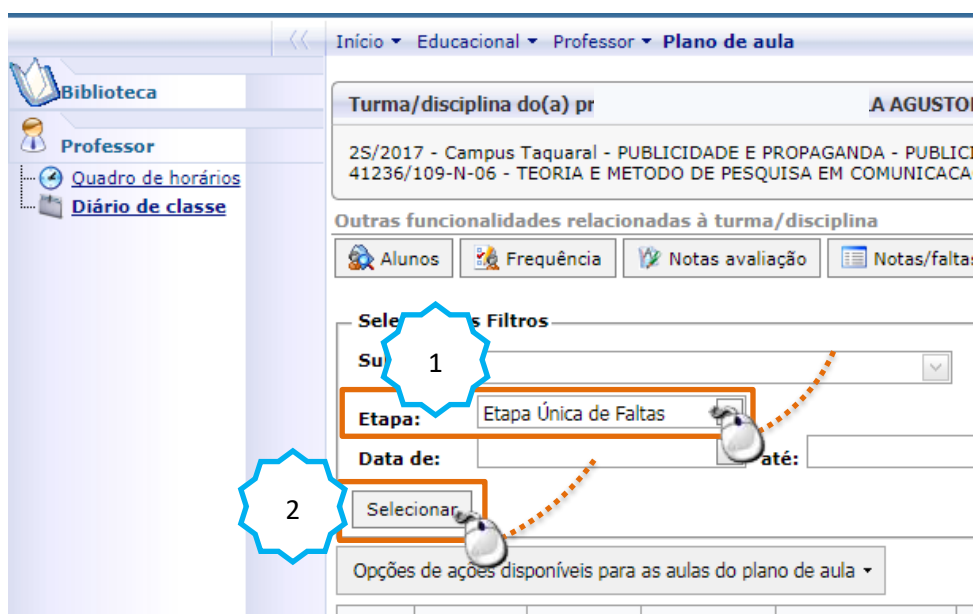 Início Educacional Professor Plano de aula
Biblioteca
Professor
Quadro de horários
Diário de classe
Turma/disciplina do(a) pr AGUSTO
2S/2017 - Campus Taquaral - PUBLICIDADE E PROPAGANDA -
41236/109-N-06 - TEORIA E METODO DE PESQUISA EM
Outras funcionalidades relacionadas à turma/disciplina
Alunos Frequência Notas avaliação Notas/faltas
Filtros
1
Etapa: Etapa Única de Faltas
Data de: até:
2 Selecionar
Opções de ações disponíveis para as aulas do plano de aula